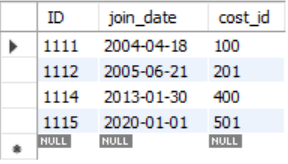 ID join_date cost_id
1111 2004-04-18 100
1112 2005-06-21 201
1114 2013-01-30 400
1115 2020-01-01 501
NULL NULL NULL